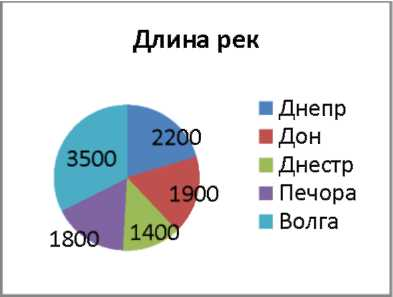 Длина рек
2200
3500
1900
1400
1800
Днепр
Дон
Днестр
Печора
Волга